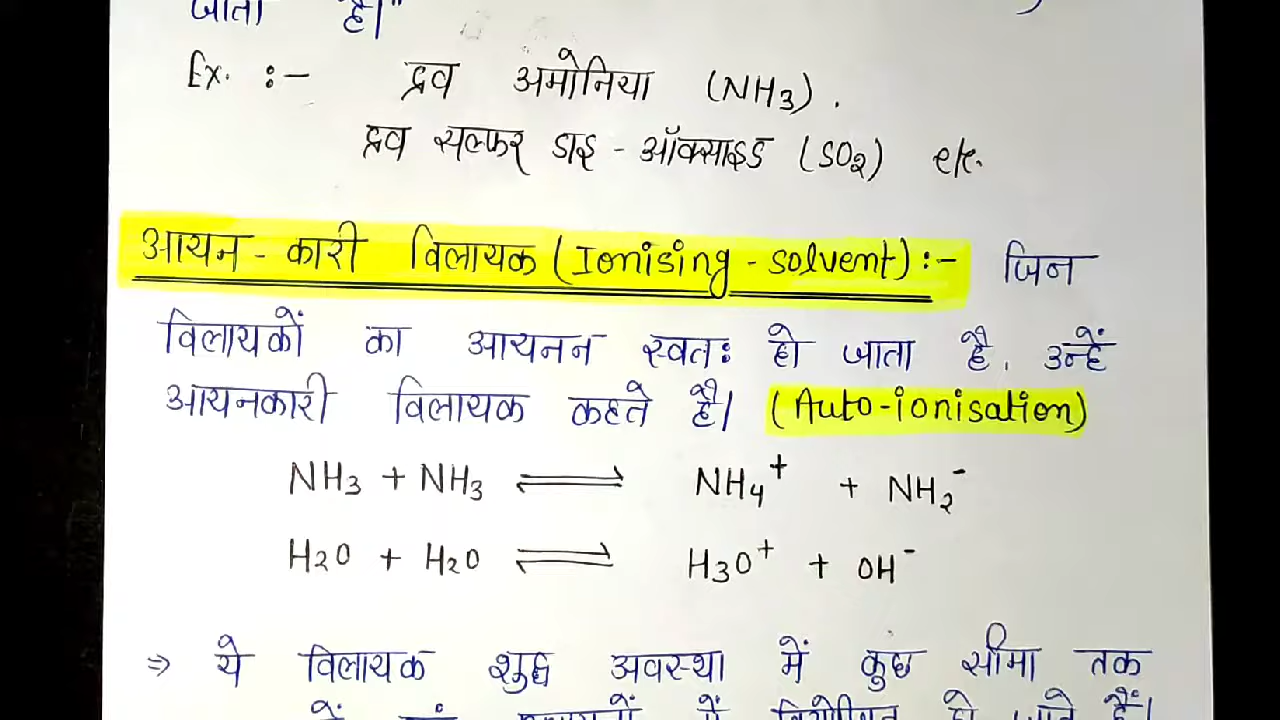 जाता है।"
Ex. :- द्रव अमोनिया (NH3).
द्रव सल्फर डाइ - ऑक्साइड (SO2) etc.
आयन - कारी विलायक (Ionising - solvent) :- जिन
विलायकों का आयनन स्वतः हो जाता है. उन्हें
आयनकारी विलायक कहते है। (Auto-ionisation)
NH3 + NH3 ⇌ NH4+ + NH2-
H2O + H2O ⇌ H3O+ + OH-
⇒ ये विलायक शुद्ध अवस्था में कुछ सीमा तक
में वियोजित हो जाते हैं।